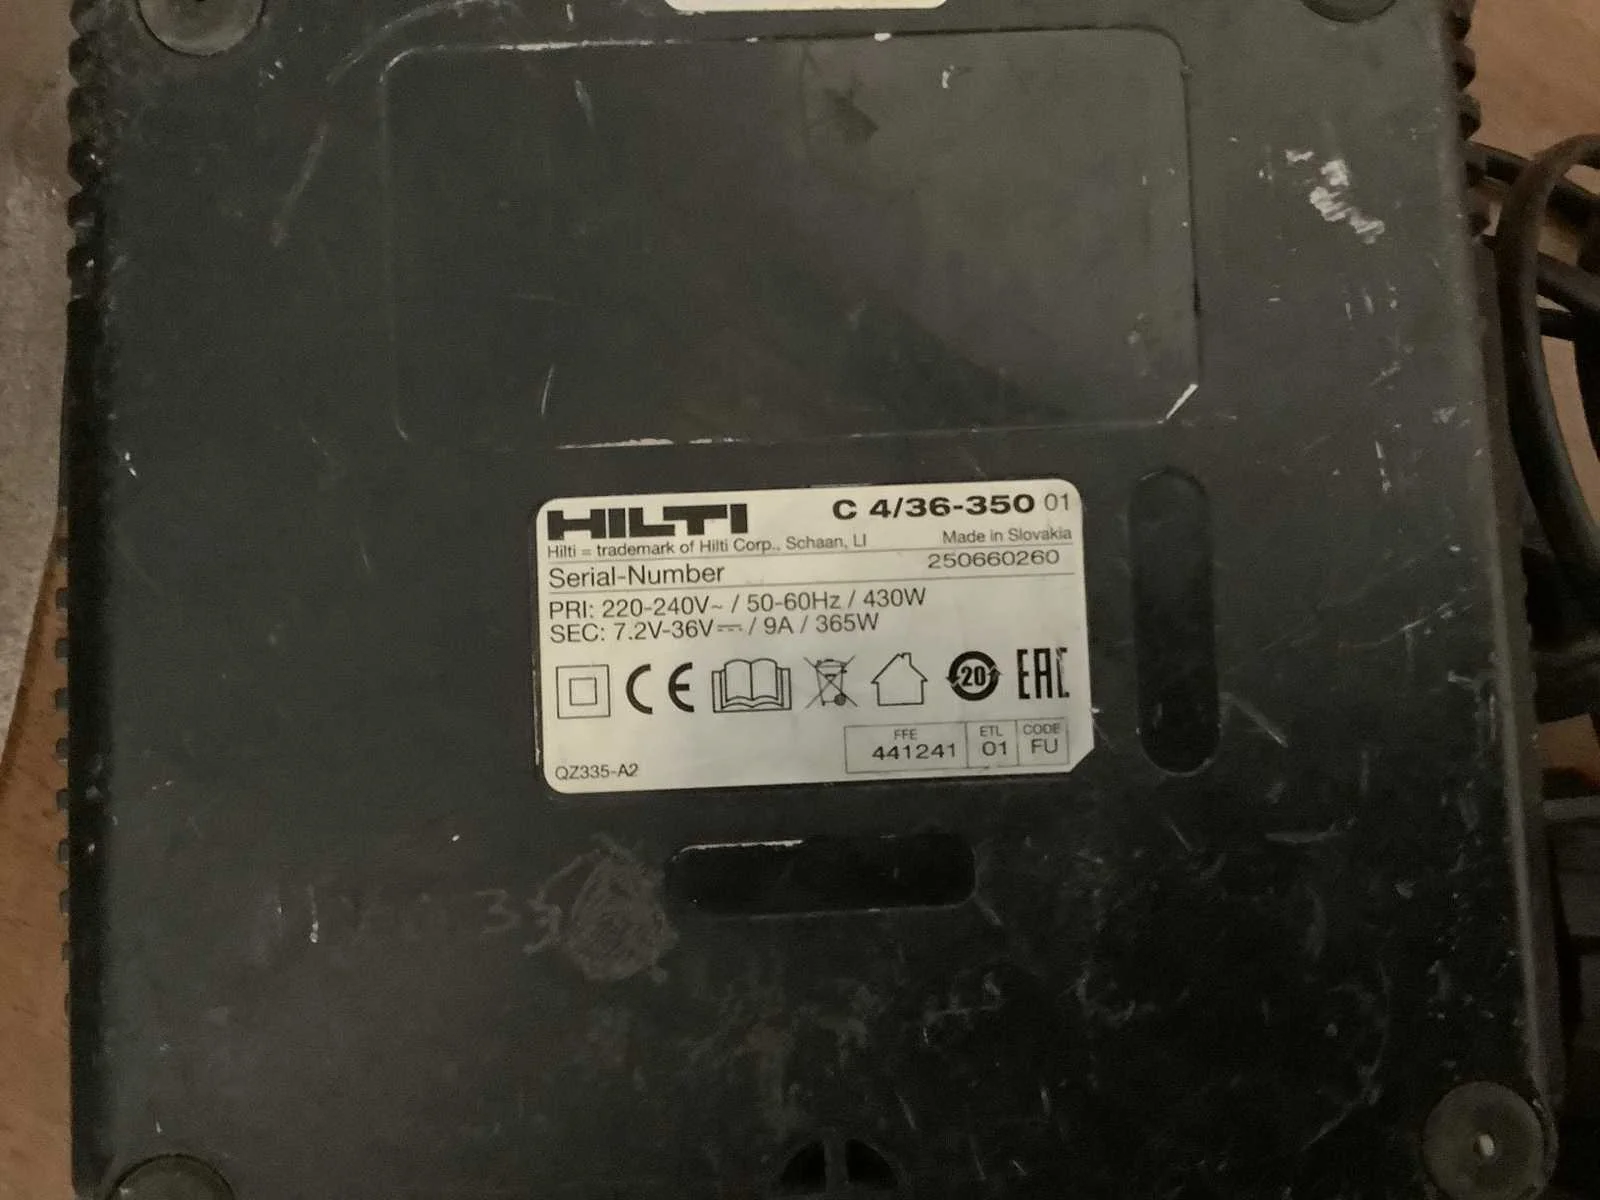 HILTI C 4/36-350 01
Hilti = trademark of Hilti Corp., Schaan, LI Made in Slovakia
Serial-Number 250660260
PRI: 220-240V~ / 50-60Hz / 430W
SEC: 7.2V-36V⎓ / 9A / 365W
CE 20 EAC
FFE ETL CODE
441241 01 FU
QZ335-A2